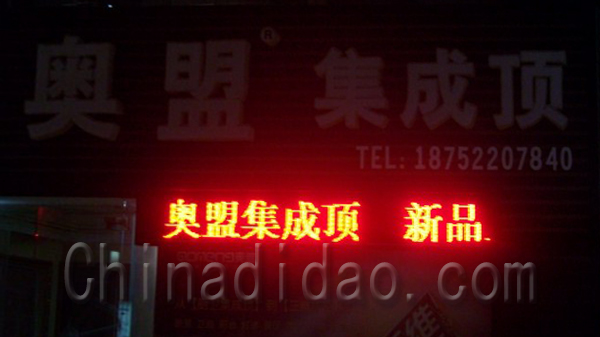 奥盟® 集成顶
TEL: 18752207840
奥盟集成顶 新品
Chinadidao.com